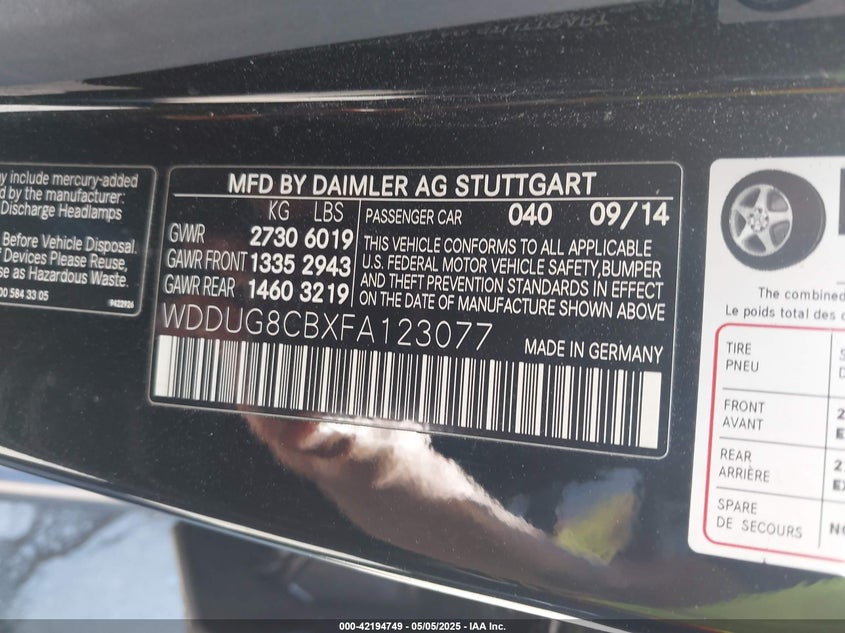 y include mercury-added
d by the manufacturer:
Discharge Headlamps
Before Vehicle Disposal.
f Devices Please Reuse,
se as Hazardous Waste.
00 584 33 05
MFD BY DAIMLER AG STUTTGART
KG LBS
GVWR 2730 6019
GAWR FRONT 1335 2943
GAWR REAR 1460 3219
PASSENGER CAR 040 09/14
THIS VEHICLE CONFORMS TO ALL APPLICABLE
U.S. FEDERAL MOTOR VEHICLE SAFETY, BUMPER
AND THEFT PREVENTION STANDARDS IN EFFECT
ON THE DATE OF MANUFACTURE SHOWN ABOVE
WDDUG8CBXFA123077
MADE IN GERMANY
The combined
Le poids total des
TIRE
PNEU
FRONT
AVANT
REAR
ARRIÈRE
SPARE
DE SECOURS
000-42194749 - 05/05/2025 - IAA Inc.